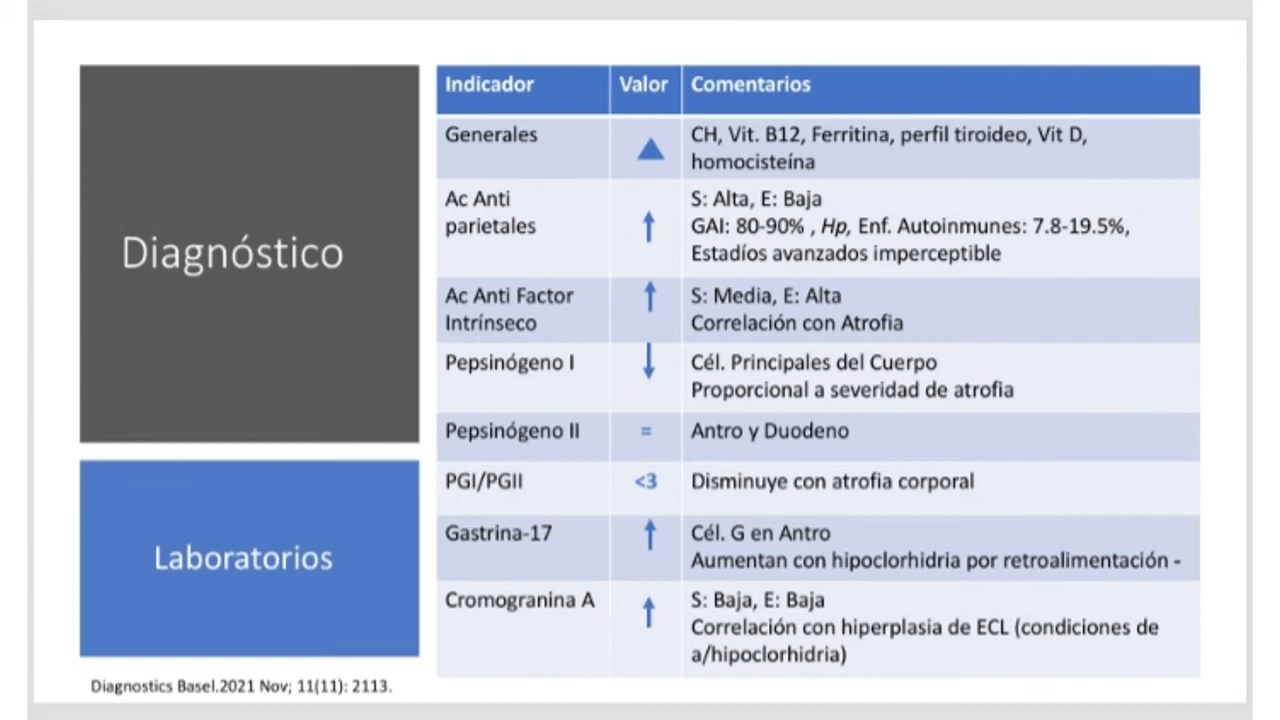 Diagnóstico
Laboratorios
Indicador Valor Comentarios
Generales ▲ CH, Vit. B12, Ferritina, perfil tiroideo, Vit D,
homocisteína
Ac Anti
parietales ↑ S: Alta, E: Baja
GAI: 80-90% , Hp, Enf. Autoinmunes: 7.8-19.5%,
Estadíos avanzados imperceptible
Ac Anti Factor
Intrínseco ↑ S: Media, E: Alta
Correlación con Atrofia
Pepsinógeno I ↓ Cél. Principales del Cuerpo
Proporcional a severidad de atrofia
Pepsinógeno II = Antro y Duodeno
PGI/PGII <3 Disminuye con atrofia corporal
Gastrina-17 ↑ Cél. G en Antro
Aumentan con hipoclorhidria por retroalimentación -
Cromogranina A ↑ S: Baja, E: Baja
Correlación con hiperplasia de ECL (condiciones de
a/hipoclorhidria)
Diagnostics Basel.2021 Nov; 11(11): 2113.